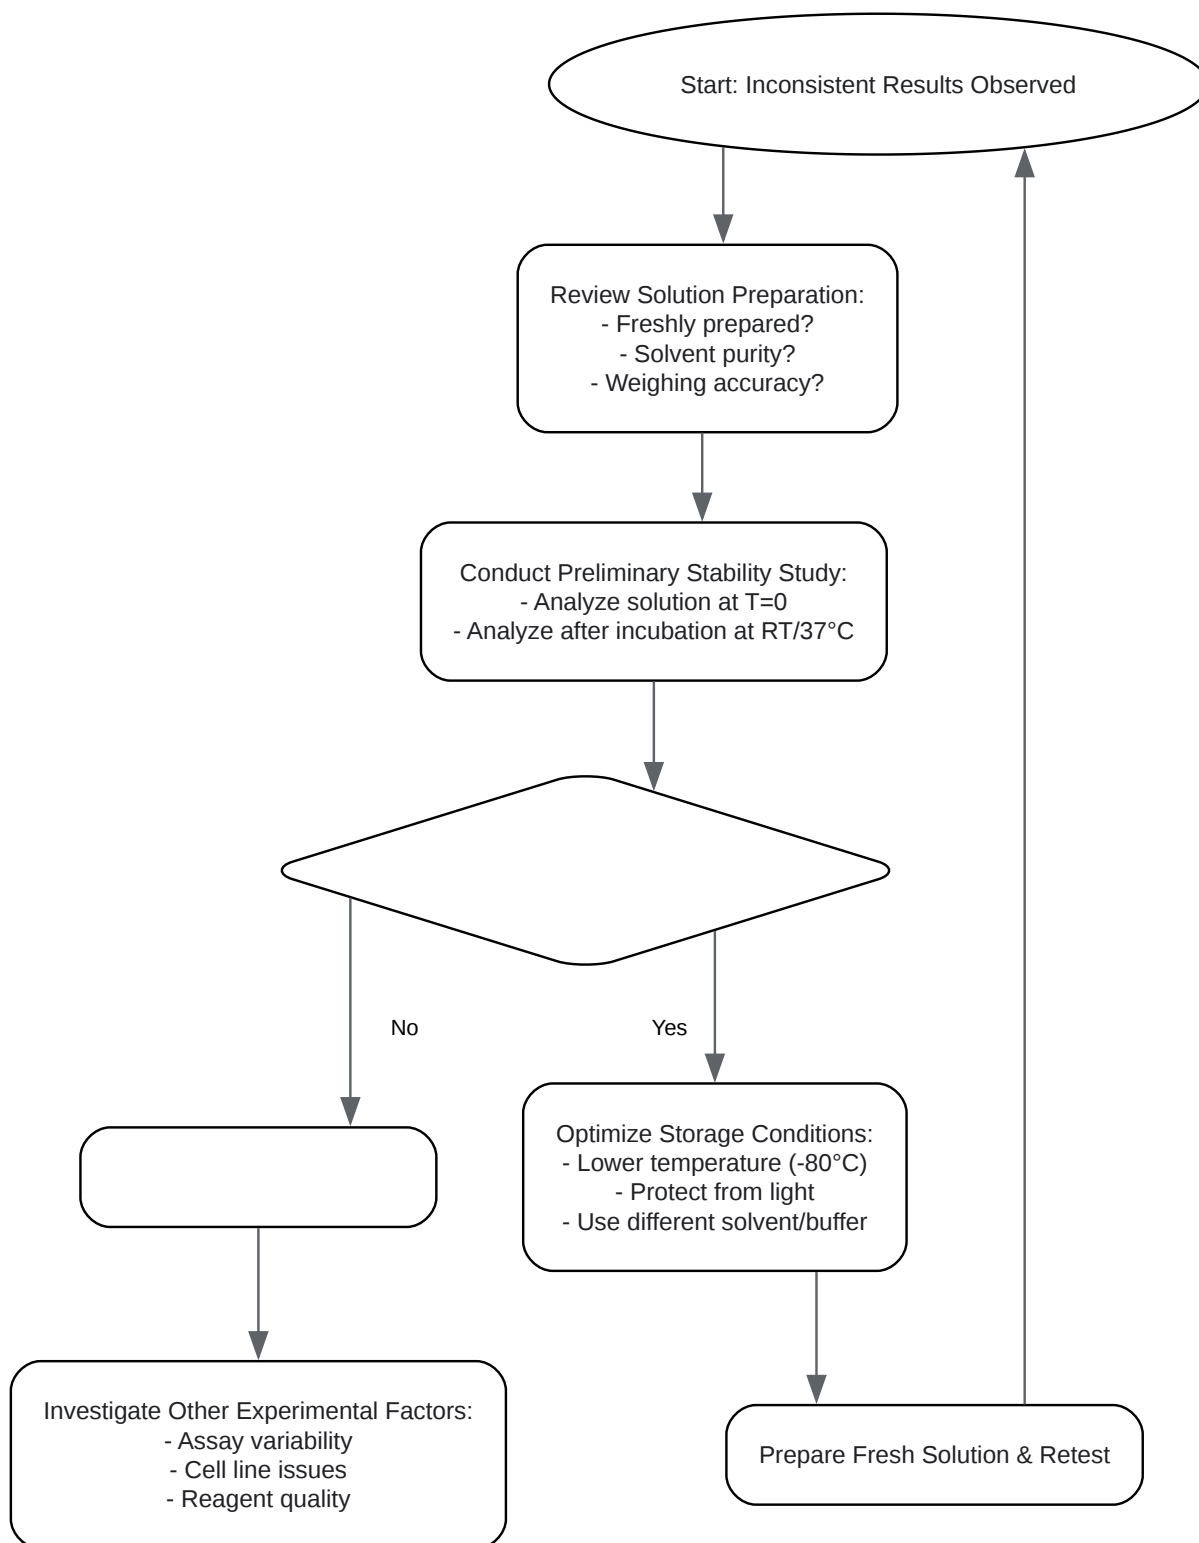 Start: Inconsistent Results Observed
Review Solution Preparation:
- Freshly prepared?
- Solvent purity?
- Weighing accuracy?
Conduct Preliminary Stability Study:
- Analyze solution at T=0
- Analyze after incubation at RT/37°C
No
Yes
Optimize Storage Conditions:
- Lower temperature (-80°C)
- Protect from light
- Use different solvent/buffer
Investigate Other Experimental Factors:
- Assay variability
- Cell line issues
- Reagent quality
Prepare Fresh Solution & Retest